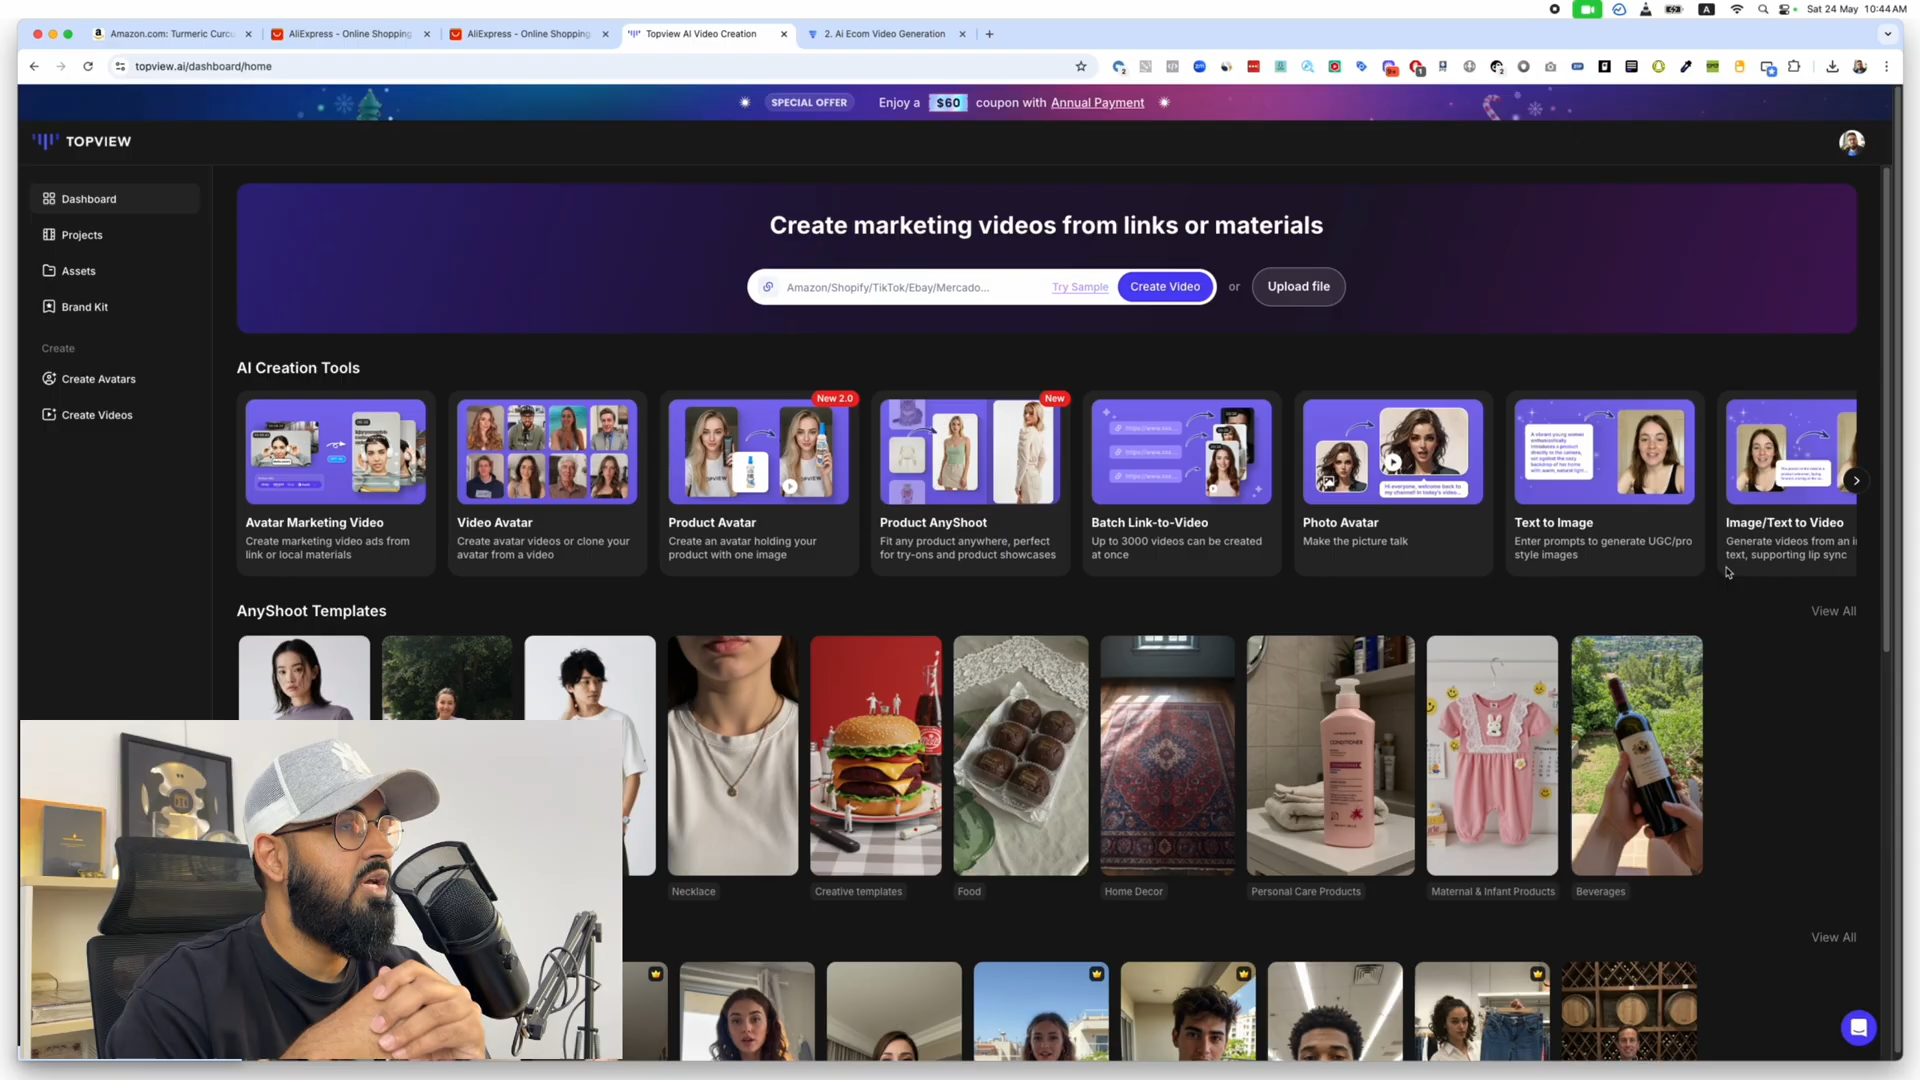 Sat 24 May 10:44 AM
Amazon.com: Turmeric Curcu
AliExpress - Online Shopping
AliExpress - Online Shopping
Topview AI Video Creation
2. Ai Ecom Video Generation
topview.ai/dashboard/home
SPECIAL OFFER
Enjoy a $60 coupon with Annual Payment
TOPVIEW
Dashboard
Projects
Assets
Brand Kit
Create
Create Avatars
Create Videos
Create marketing videos from links or materials
Amazon/Shopify/TikTok/Ebay/Mercado...
Try Sample
Create Video
or
Upload file
AI Creation Tools
New 2.0
New
Avatar Marketing Video
Create marketing video ads from
link or local materials
Video Avatar
Create avatar videos or clone your
avatar from a video
Product Avatar
Create an avatar holding your
product with one image
Product AnyShoot
Fit any product anywhere, perfect
for try-ons and product showcases
Batch Link-to-Video
Up to 3000 videos can be created
at once
Photo Avatar
Make the picture talk
Text to Image
Enter prompts to generate UGC/pro
style images
Image/Text to Video
Generate videos from an i
text, supporting lip sync
AnyShoot Templates
View All
CONDITIONER
Necklace
Creative templates
Food
Home Decor
Personal Care Products
Maternal & Infant Products
Beverages
View All